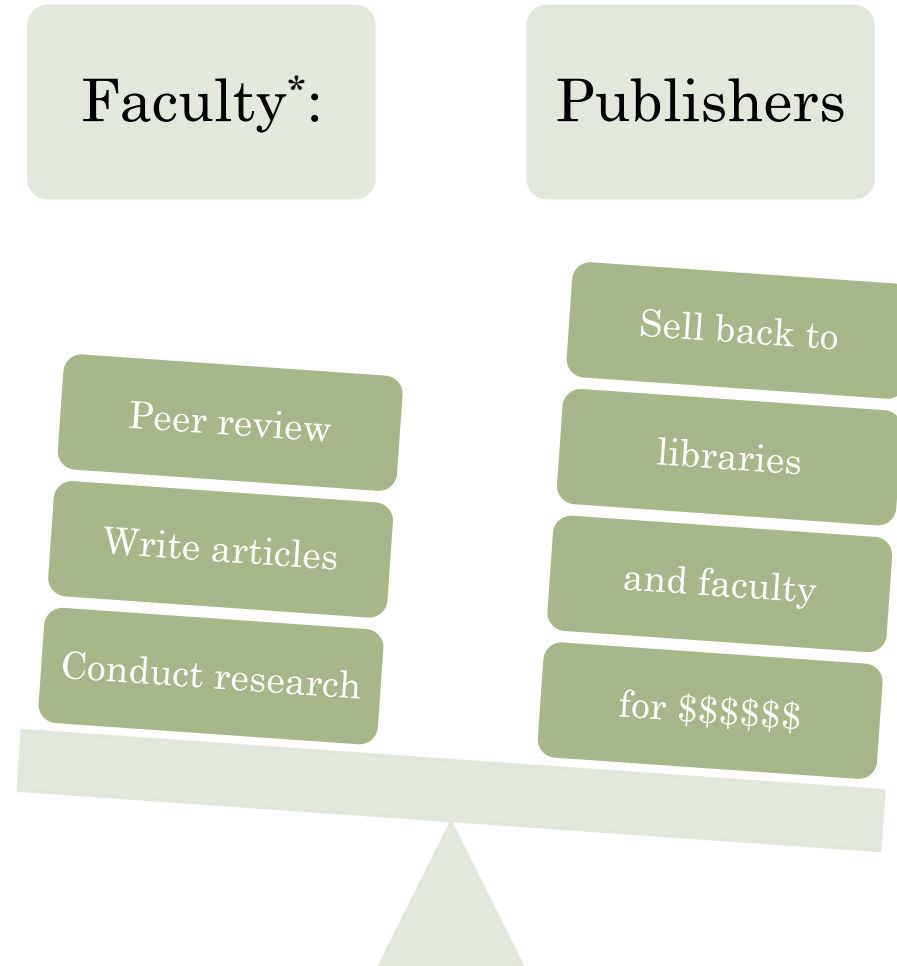 Faculty*:
Peer review
Write articles
Conduct research
Publishers
Sell back to
libraries
and faculty
for $$$$$$